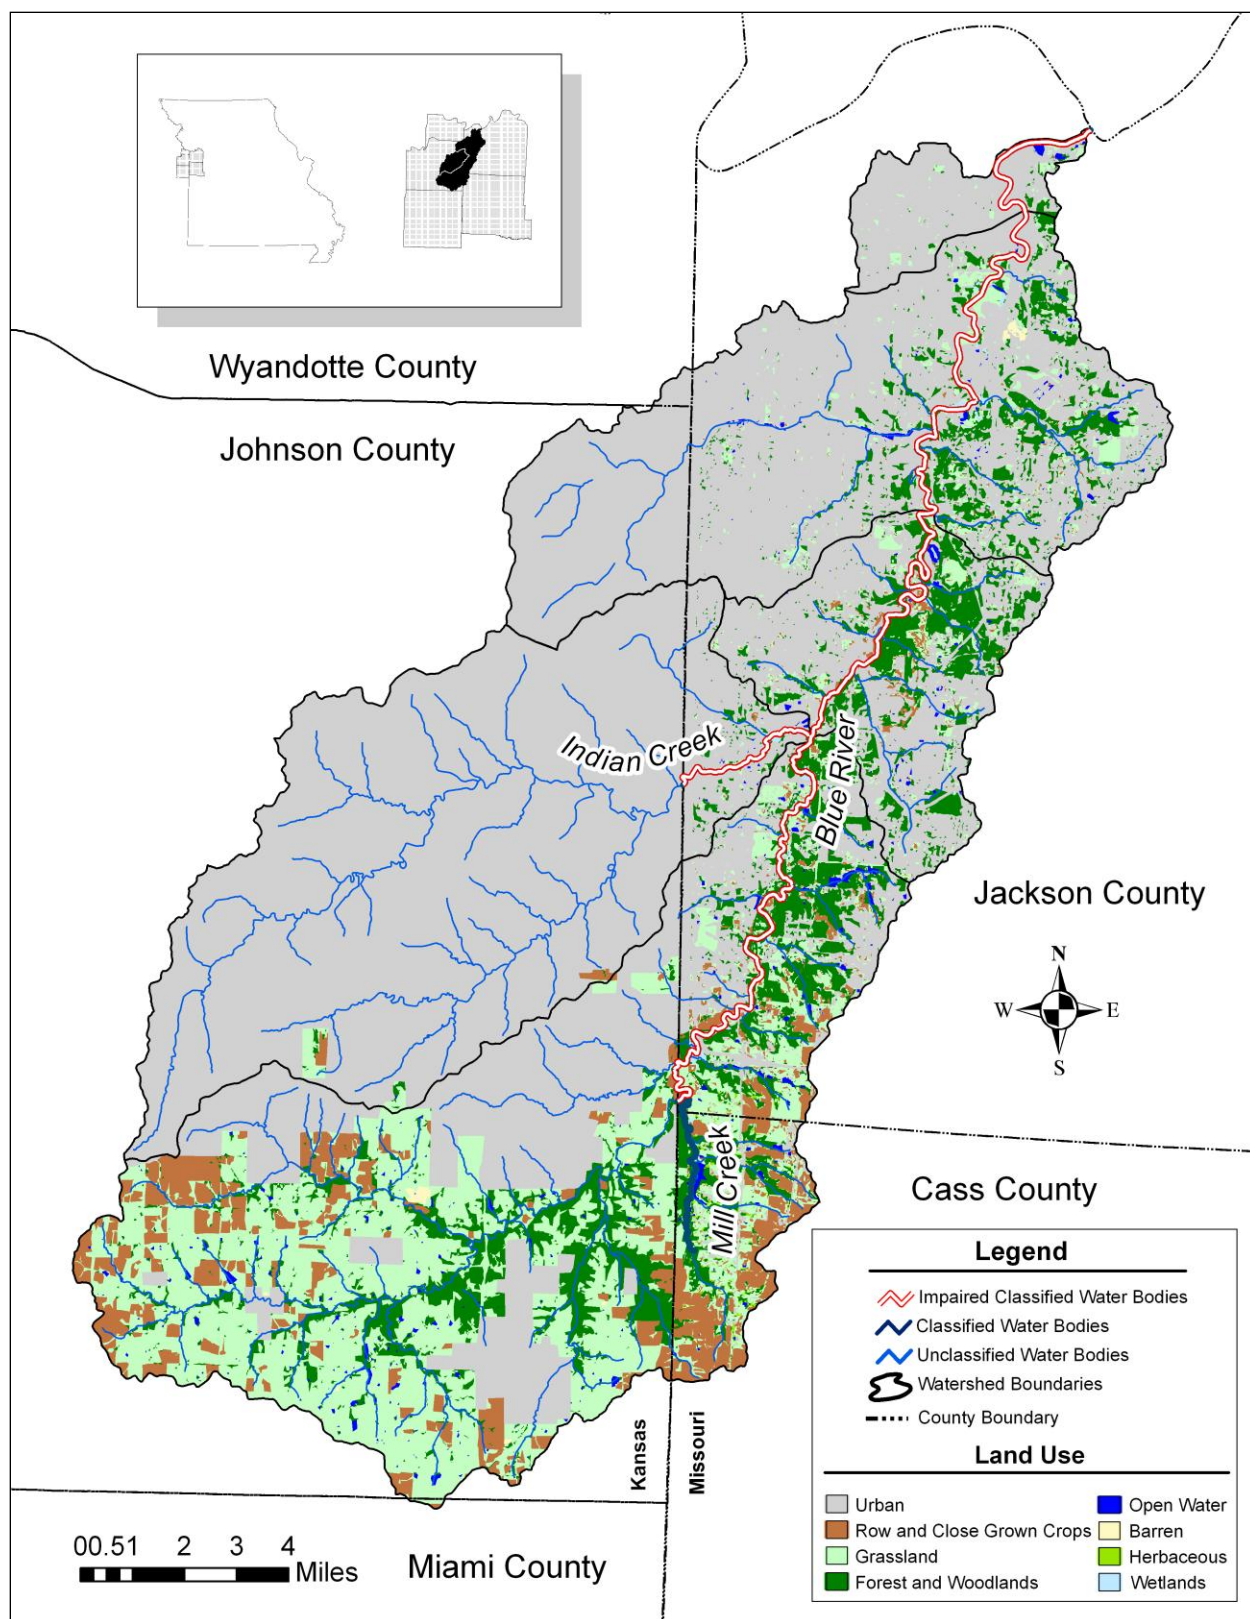 Wyandotte County
Johnson County
Indian Creek
Blue River
Jackson County
N
W
E
S
Mill Creek
Cass County
Kansas
Missouri
Miami County
00.51 2 3 4
Miles
Legend
Impaired Classified Water Bodies
Classified Water Bodies
Unclassified Water Bodies
Watershed Boundaries
County Boundary
Land Use
Urban
Row and Close Grown Crops
Grassland
Forest and Woodlands
Open Water
Barren
Herbaceous
Wetlands